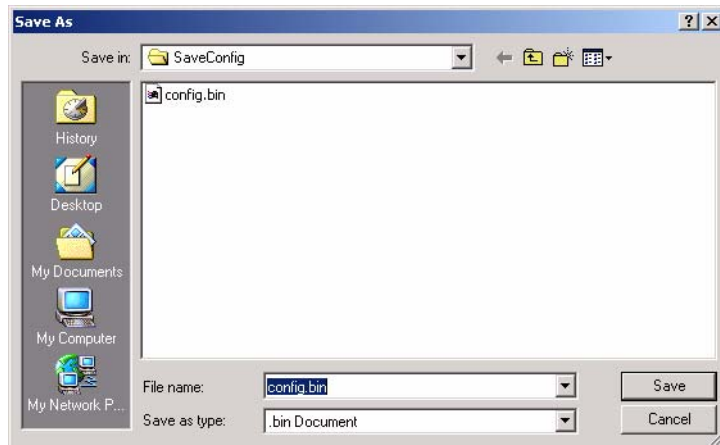 Save As
Save in:
SaveConfig
config.bin
History
Desktop
My Documents
My Computer
My Network P...
File name:
config.bin
Save
Save as type:
.bin Document
Cancel